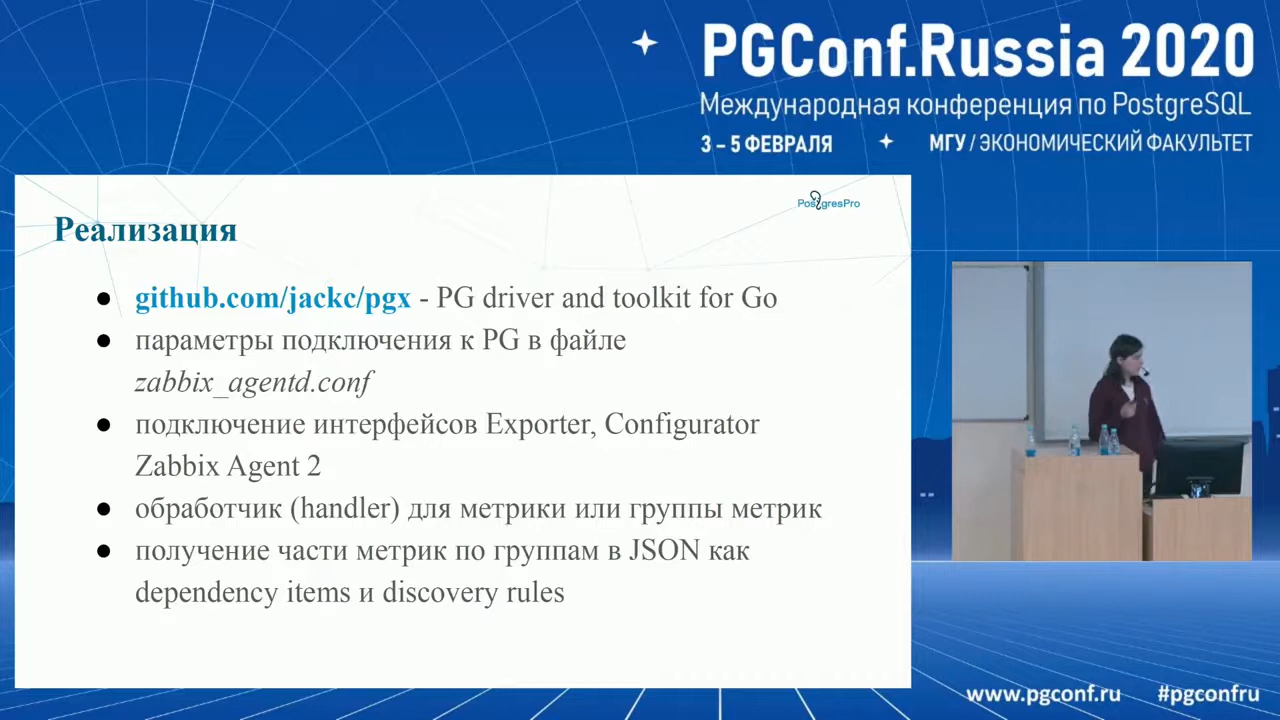 PGConf.Russia 2020
Международная конференция по PostgreSQL
3 – 5 ФЕВРАЛЯ
МГУ / ЭКОНОМИЧЕСКИЙ ФАКУЛЬТЕТ
PostgresPro
Реализация
● github.com/jackc/pgx - PG driver and toolkit for Go
● параметры подключения к PG в файле
zabbix_agentd.conf
● подключение интерфейсов Exporter, Configurator
Zabbix Agent 2
● обработчик (handler) для метрики или группы метрик
● получение части метрик по группам в JSON как
dependency items и discovery rules
www.pgconf.ru #pgconfru